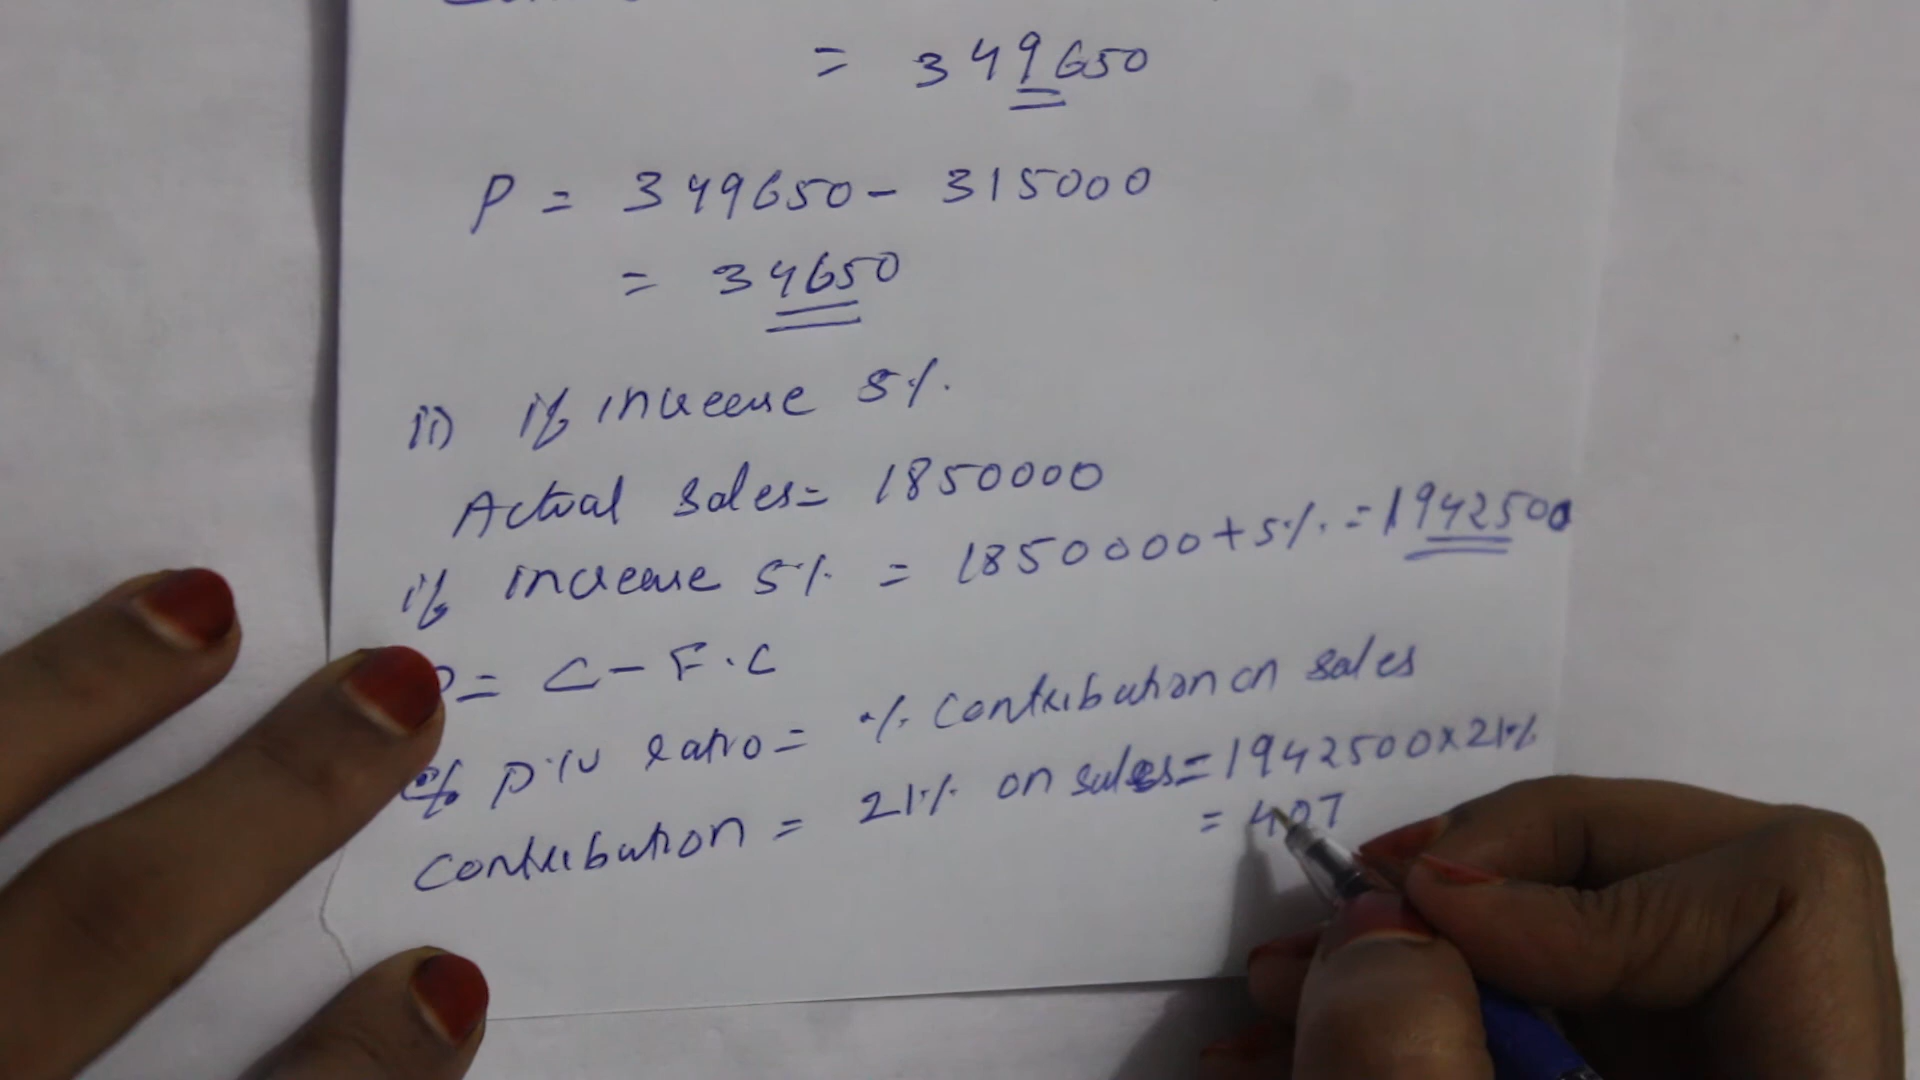 = 349650
P = 349650 - 315000
= 34650
ii) if increase 5%
Actual sales = 1850000
if increase 5% = 1850000 + 5% = 1942500
= C - F.C
if P.V ratio = % contribution on sales
contribution = 21% on sales = 1942500 x 21%
= 407